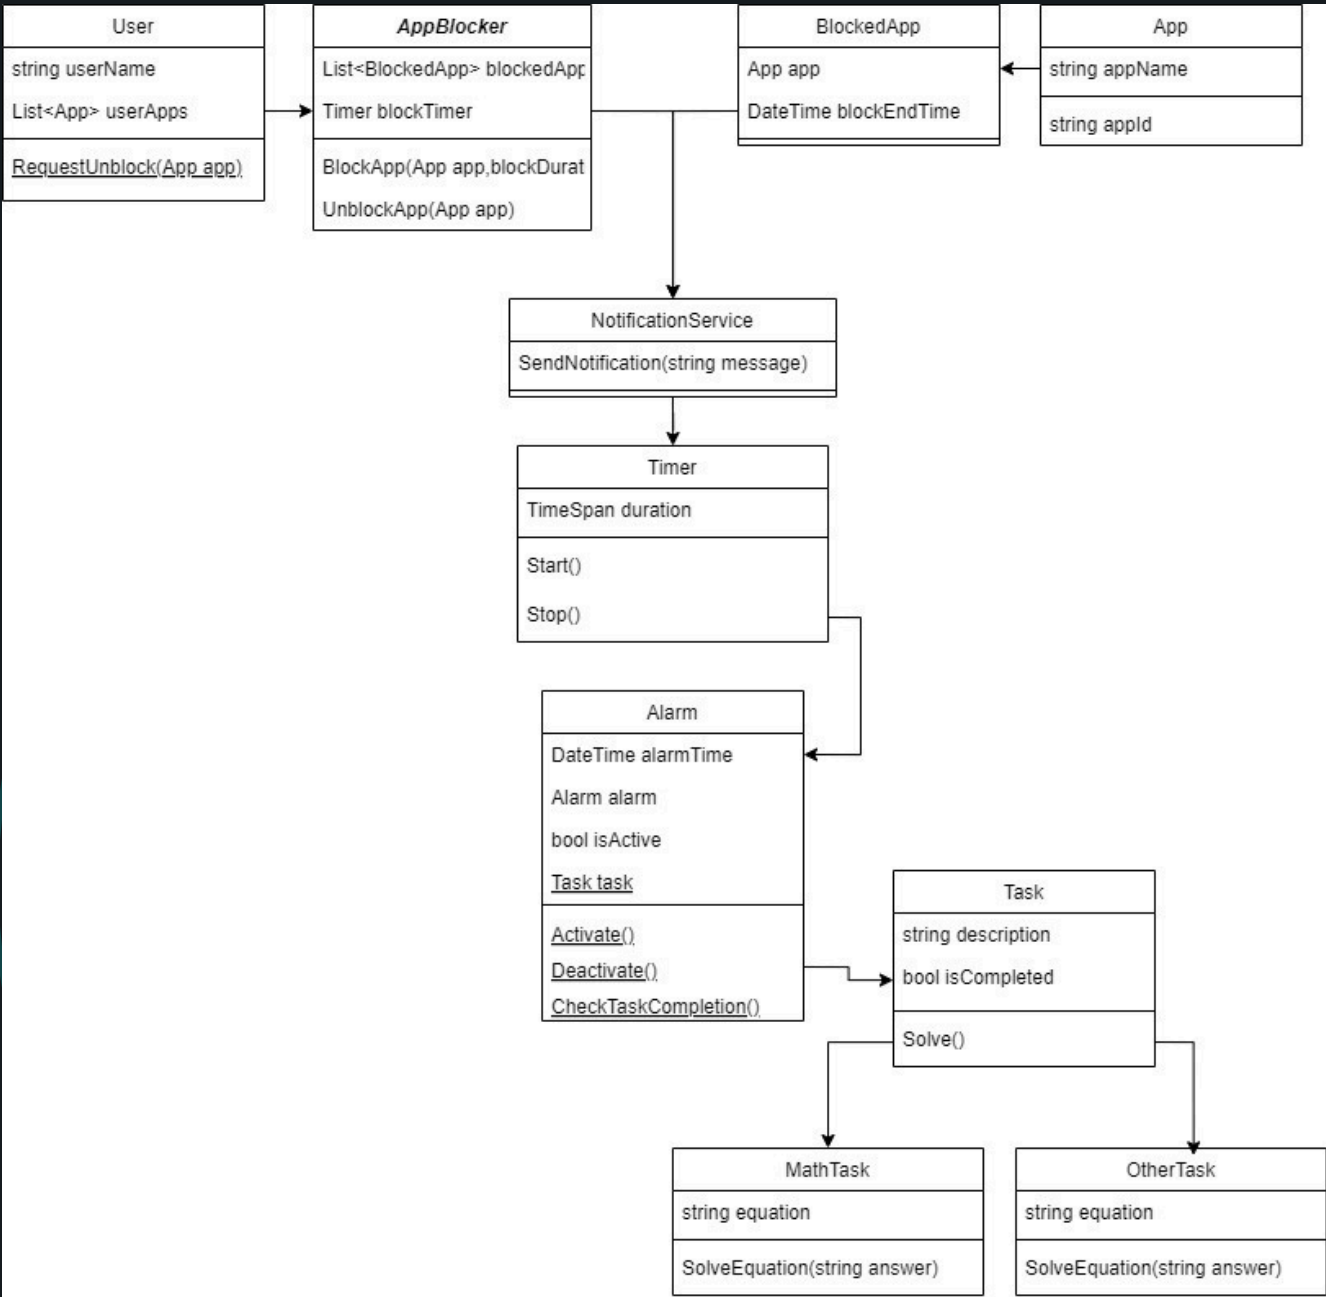 User
string userName
List<App> userApps
RequestUnblock(App app)
AppBlocker
List<BlockedApp> blockedApp
Timer blockTimer
BlockApp(App app,blockDurat
UnblockApp(App app)
BlockedApp
App app
DateTime blockEndTime
App
string appName
string appId
NotificationService
SendNotification(string message)
Timer
TimeSpan duration
Start()
Stop()
Alarm
DateTime alarmTime
Alarm alarm
bool isActive
Task task
Activate()
Deactivate()
CheckTaskCompletion()
Task
string description
bool isCompleted
Solve()
MathTask
string equation
SolveEquation(string answer)
OtherTask
string equation
SolveEquation(string answer)